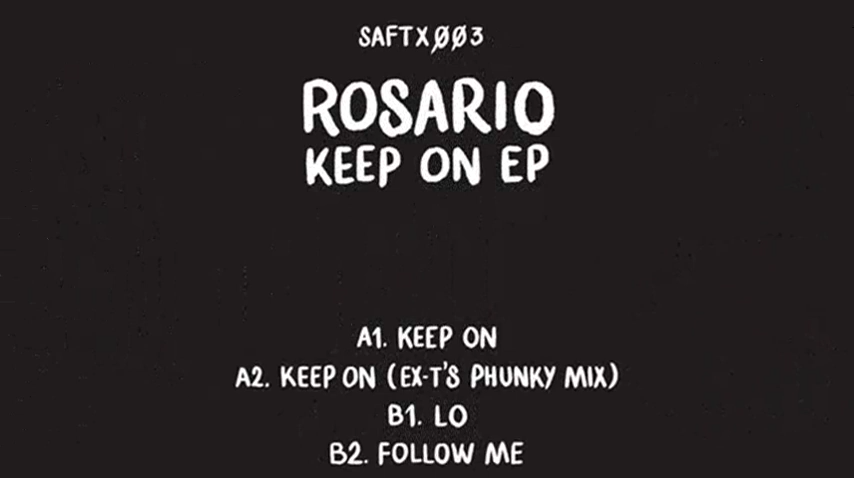 SAFTXØØ3
ROSARIO
KEEP ON EP
A1. KEEP ON
A2. KEEP ON (EX-T'S PHUNKY MIX)
B1. LO
B2. FOLLOW ME